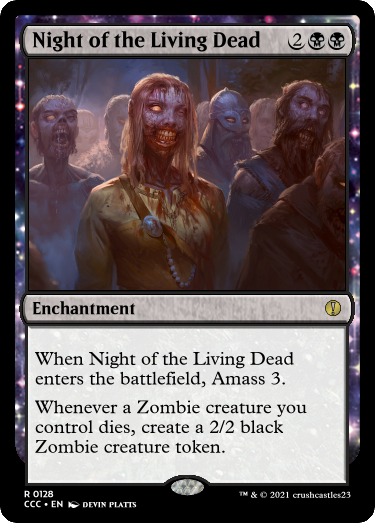 Night of the Living Dead 2
Enchantment
When Night of the Living Dead
enters the battlefield, Amass 3.
Whenever a Zombie creature you
control dies, create a 2/2 black
Zombie creature token.
R 0128
CCC • EN DEVIN PLATTS
™ & © 2021 crushcastles23